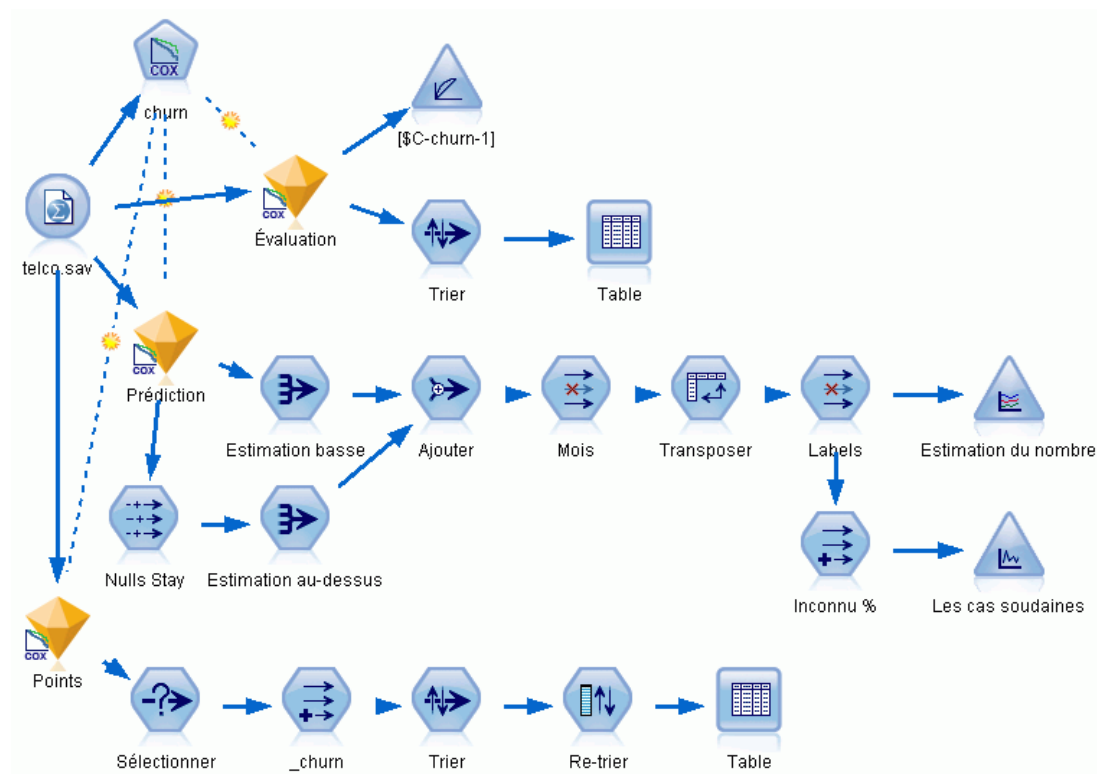 COX
churn
[$C-churn-1]
cox
Évaluation
telco.sav
Trier
Table
cox
Prédiction
Estimation basse
Ajouter
Mois
Transposer
Labels
Estimation du nombre
Nulls Stay
Estimation au-dessus
Inconnu %
Les cas soudaines
cox
Points
Sélectionner
_churn
Trier
Re-trier
Table